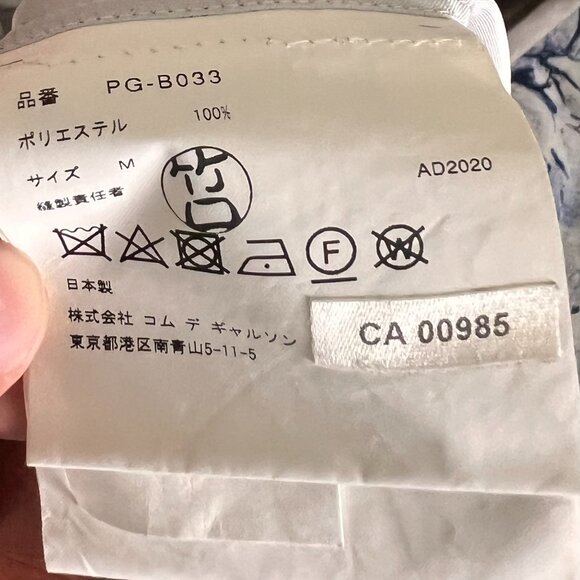 品番 PG-B033
ポリエステル 100%
サイズ M
AD2020
縫製責任者
F
W
日本製
株式会社 コム デ ギャルソン
東京都港区南青山5-11-5
CA 00985